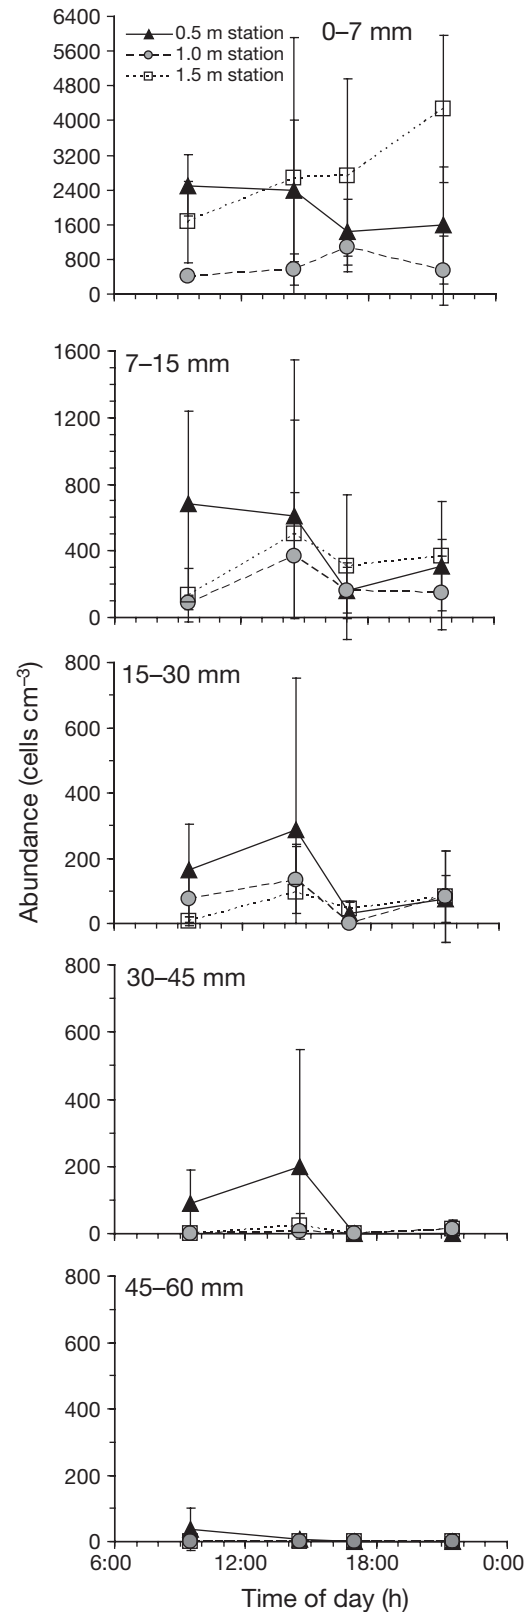 6400
5600
4800
4000
3200
2400
1600
800
0
0.5 m station
1.0 m station
1.5 m station
0–7 mm
1600
1200
800
400
0
7–15 mm
Abundance (cells cm–3)
800
600
400
200
0
15–30 mm
800
600
400
200
0
30–45 mm
800
600
400
200
0
45–60 mm
6:00 12:00 18:00 0:00
Time of day (h)